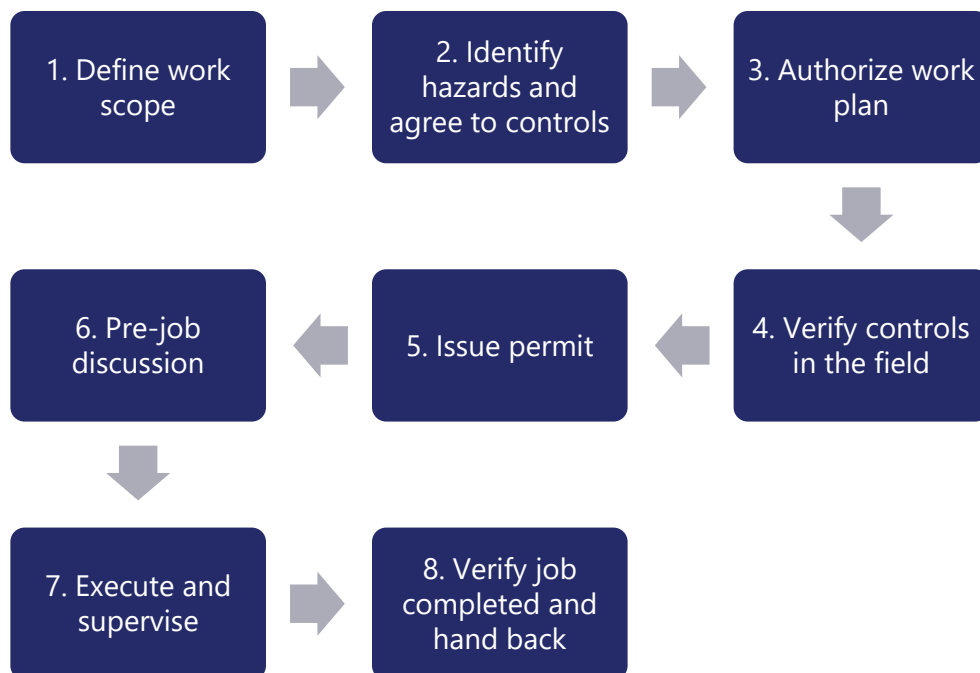 1. Define work
scope
2. Identify
hazards and
agree to controls
3. Authorize work
plan
4. Verify controls
in the field
5. Issue permit
6. Pre-job
discussion
7. Execute and
supervise
8. Verify job
completed and
hand back